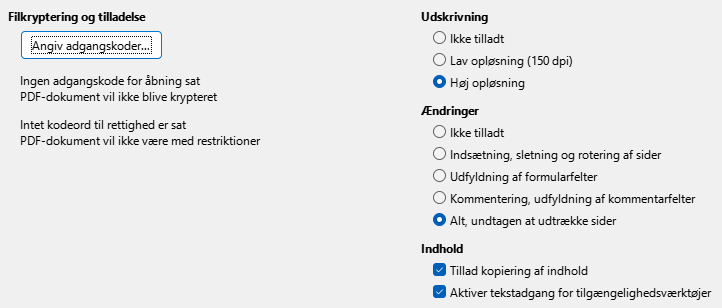 Filkryptering og tilladelse
Angiv adgangskoder...
Ingen adgangskode for åbning sat
PDF-dokument vil ikke blive krypteret
Intet kodeord til rettighed er sat
PDF-dokument vil ikke være med restriktioner
Udskrivning
Ikke tilladt
Lav opløsning (150 dpi)
Høj opløsning
Ændringer
Ikke tilladt
Indsætning, sletning og rotering af sider
Udfyldning af formularfelter
Kommentering, udfyldning af kommentarfelter
Alt, undtagen at udtrække sider
Indhold
Tillad kopiering af indhold
Aktiver tekstadgang for tilgængelighedsværktøjer